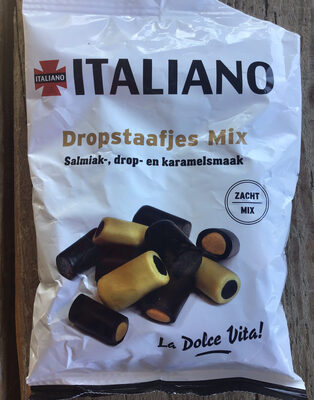 ITALIANO
ITALIANO
Dropstaafjes Mix
Salmiak-, drop- en karamelsmaak
ZACHT
MIX
La Dolce Vita!